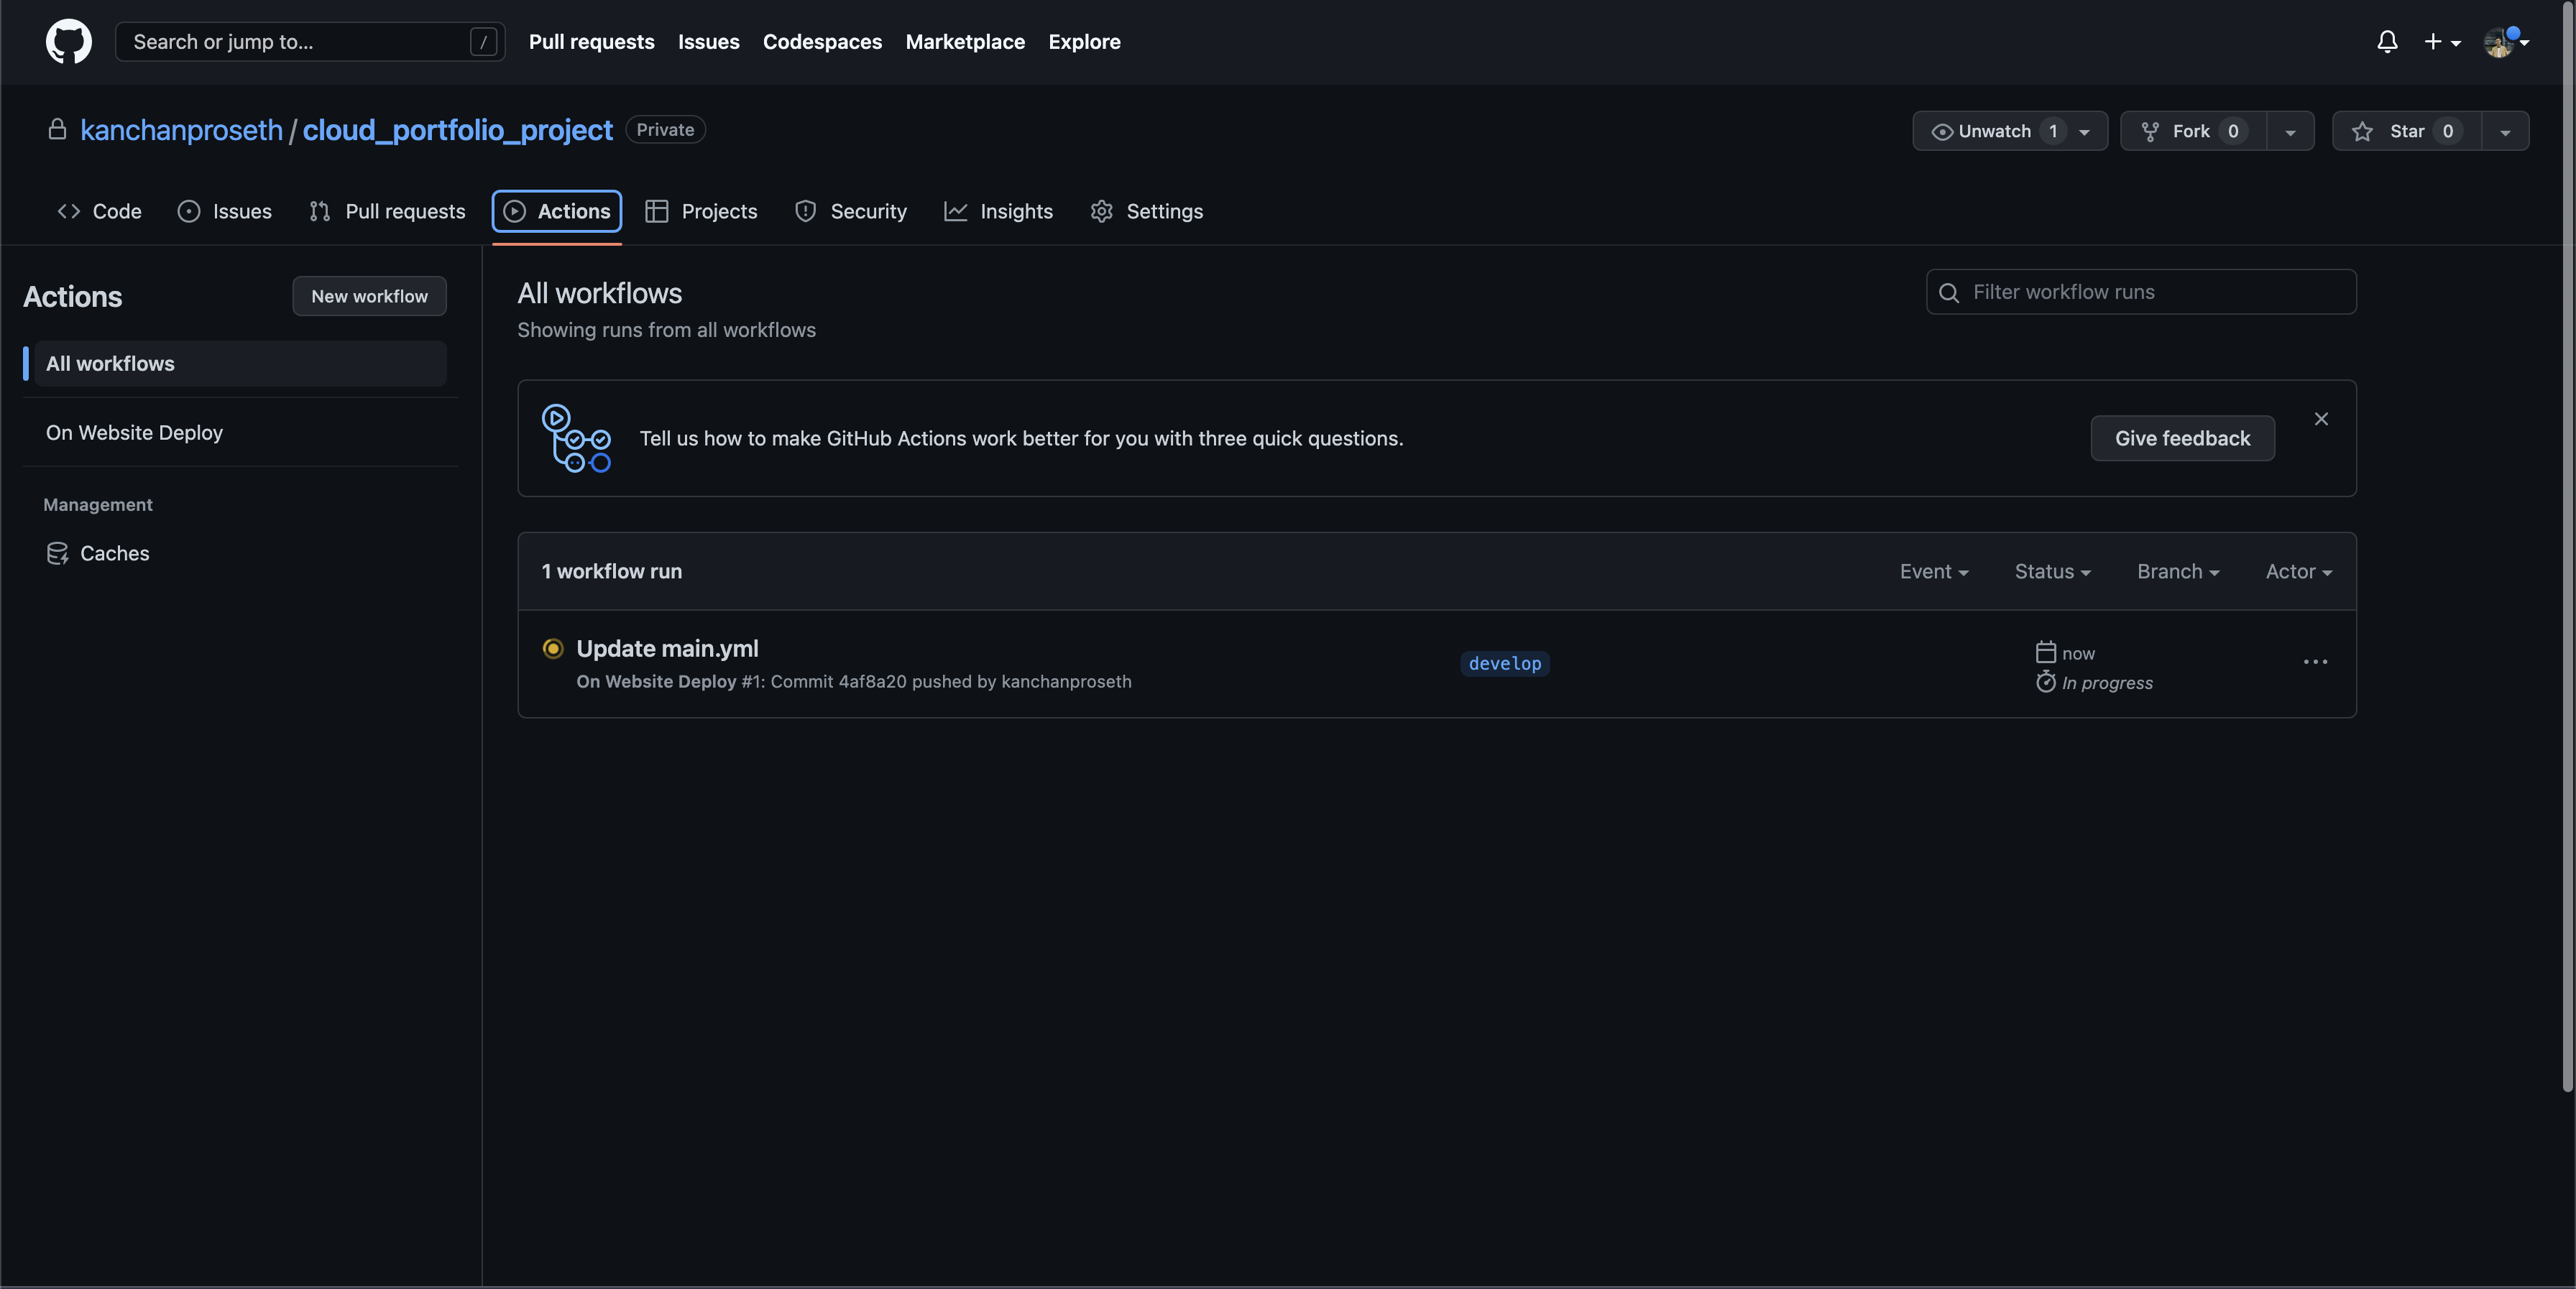 Search or jump to... / Pull requests Issues Codespaces Marketplace Explore
kanchanproseth / cloud_portfolio_project Private Unwatch 1 Fork 0 Star 0
Code Issues Pull requests Actions Projects Security Insights Settings
Actions New workflow
All workflows
On Website Deploy
Management
Caches
All workflows
Showing runs from all workflows
Filter workflow runs
Tell us how to make GitHub Actions work better for you with three quick questions. Give feedback
1 workflow run Event Status Branch Actor
Update main.yml
On Website Deploy #1: Commit 4af8a20 pushed by kanchanproseth
develop
now
In progress